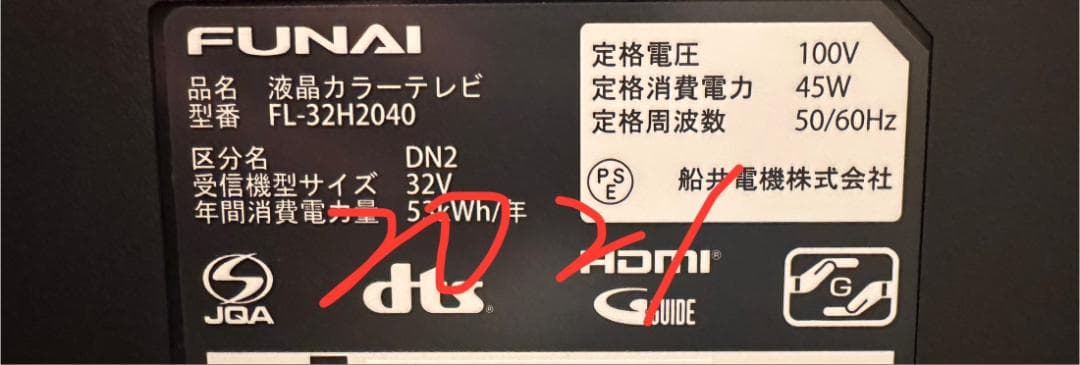 FUNAI
品名 液晶カラーテレビ
型番 FL-32H2040
区分名 DN2
受信機型サイズ 32V
年間消費電力量 53kWh/年
定格電圧 100V
定格消費電力 45W
定格周波数 50/60Hz
PSE 船井電機株式会社
2021
JQA
dts®
HDMI®
G GUIDE
G